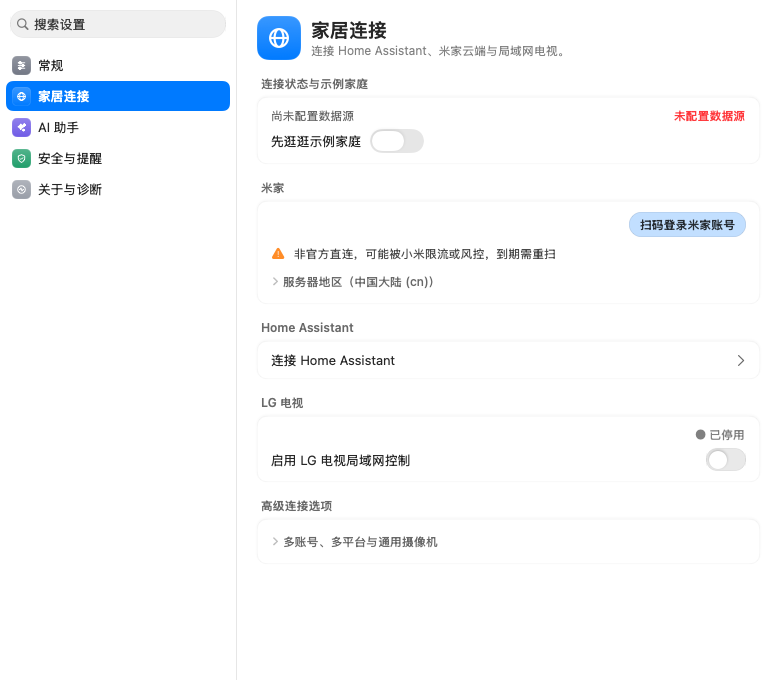 搜索设置
常规
家居连接
AI 助手
安全与提醒
关于与诊断
家居连接
连接 Home Assistant、米家云端与局域网电视。
连接状态与示例家庭
尚未配置数据源
未配置数据源
先逛逛示例家庭
米家
扫码登录米家账号
非官方直连，可能被小米限流或风控，到期需重扫
服务器地区（中国大陆 (cn)）
Home Assistant
连接 Home Assistant
LG 电视
已停用
启用 LG 电视局域网控制
高级连接选项
多账号、多平台与通用摄像机